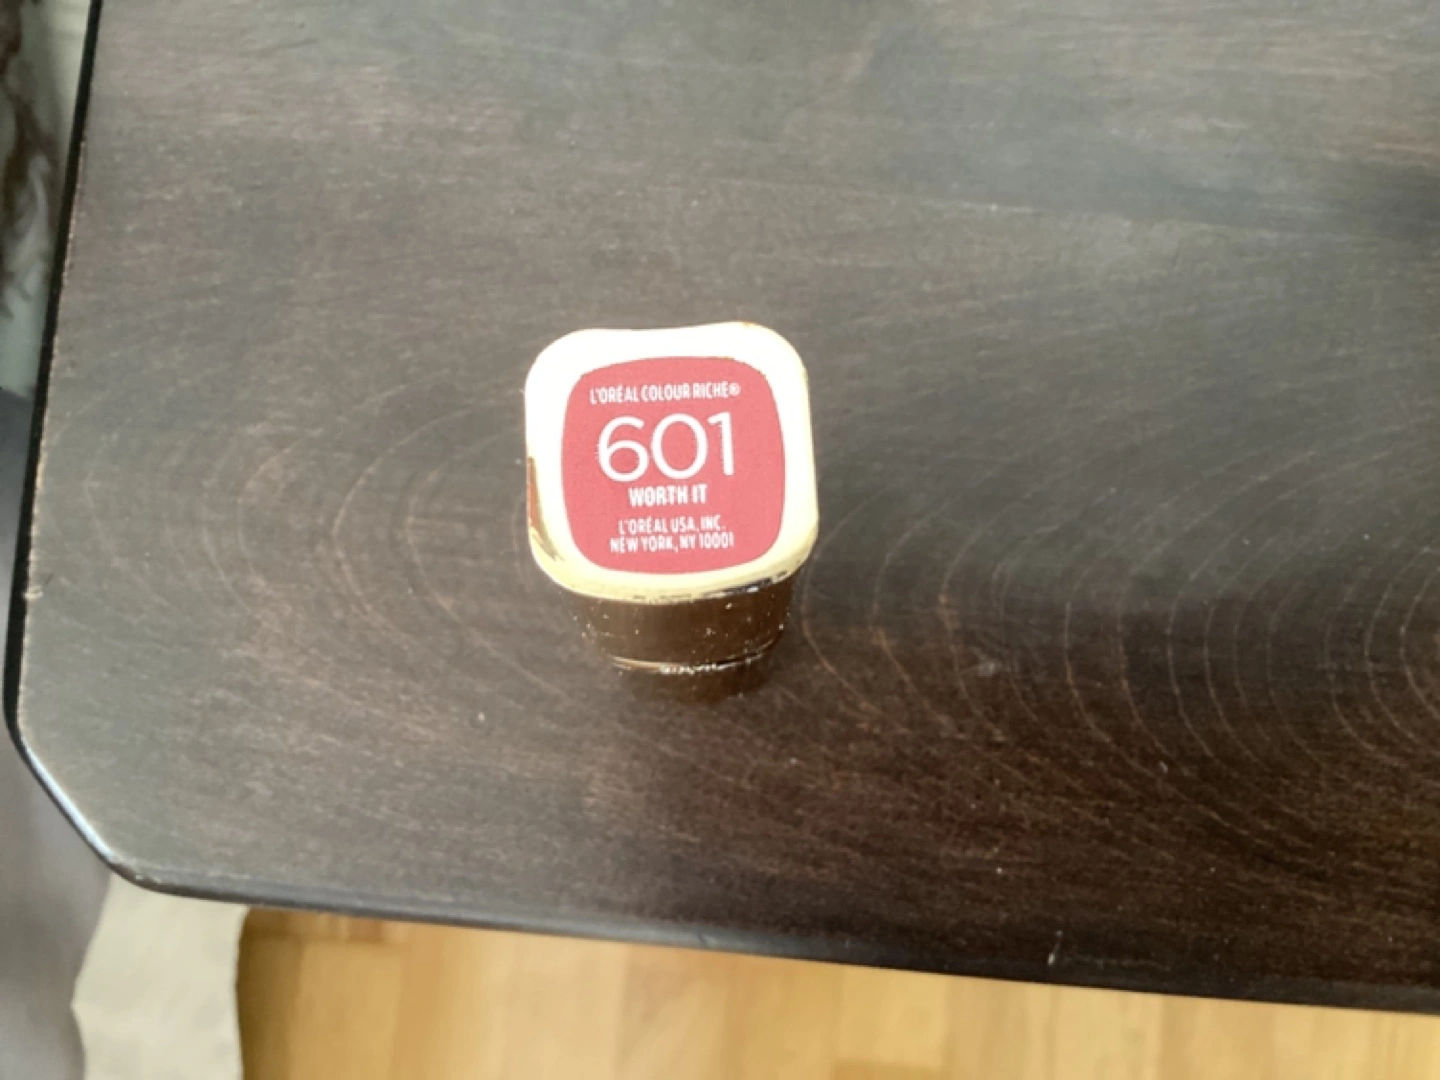 L'ORÉAL COLOUR RICHE®
601
WORTH IT
L'ORÉAL USA, INC.
NEW YORK, NY 10001